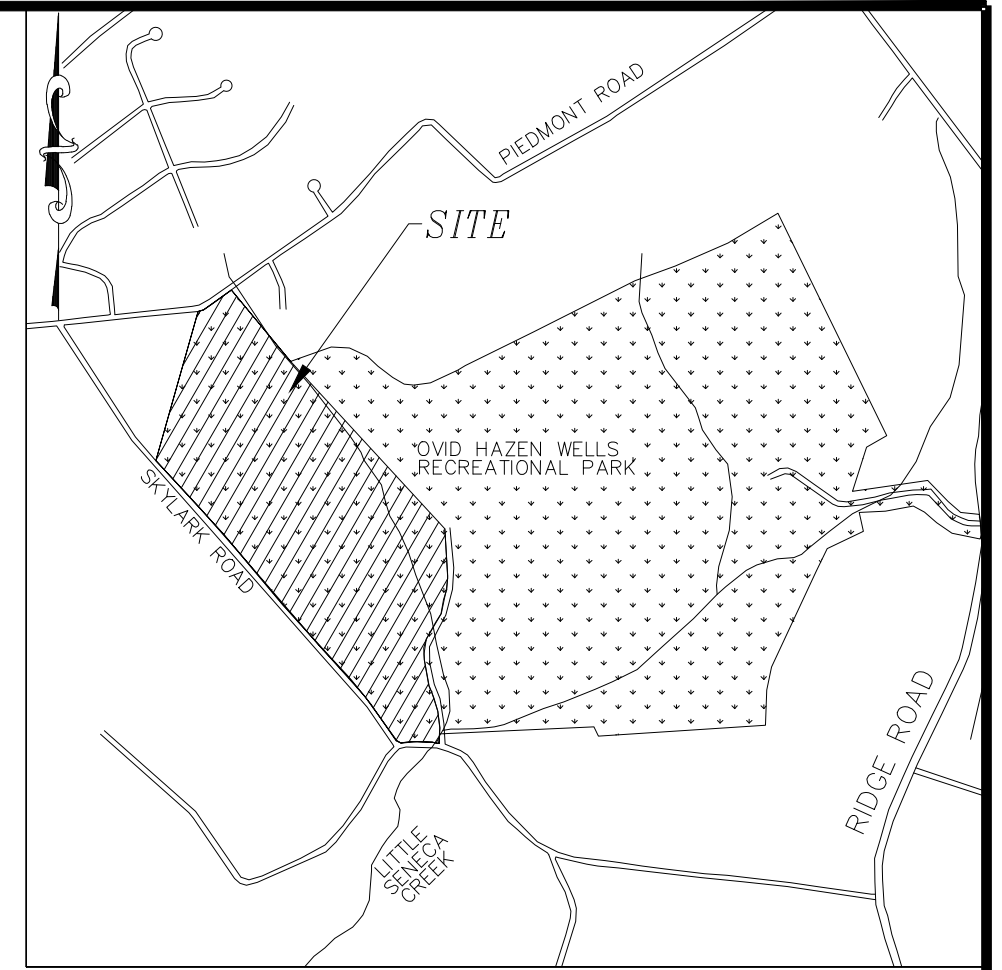 PIEDMONT ROAD
SITE
OVID HAZEN WELLS
RECREATIONAL PARK
SKYLARK ROAD
RIDGE ROAD
LITTLE
SENECA
CREEK